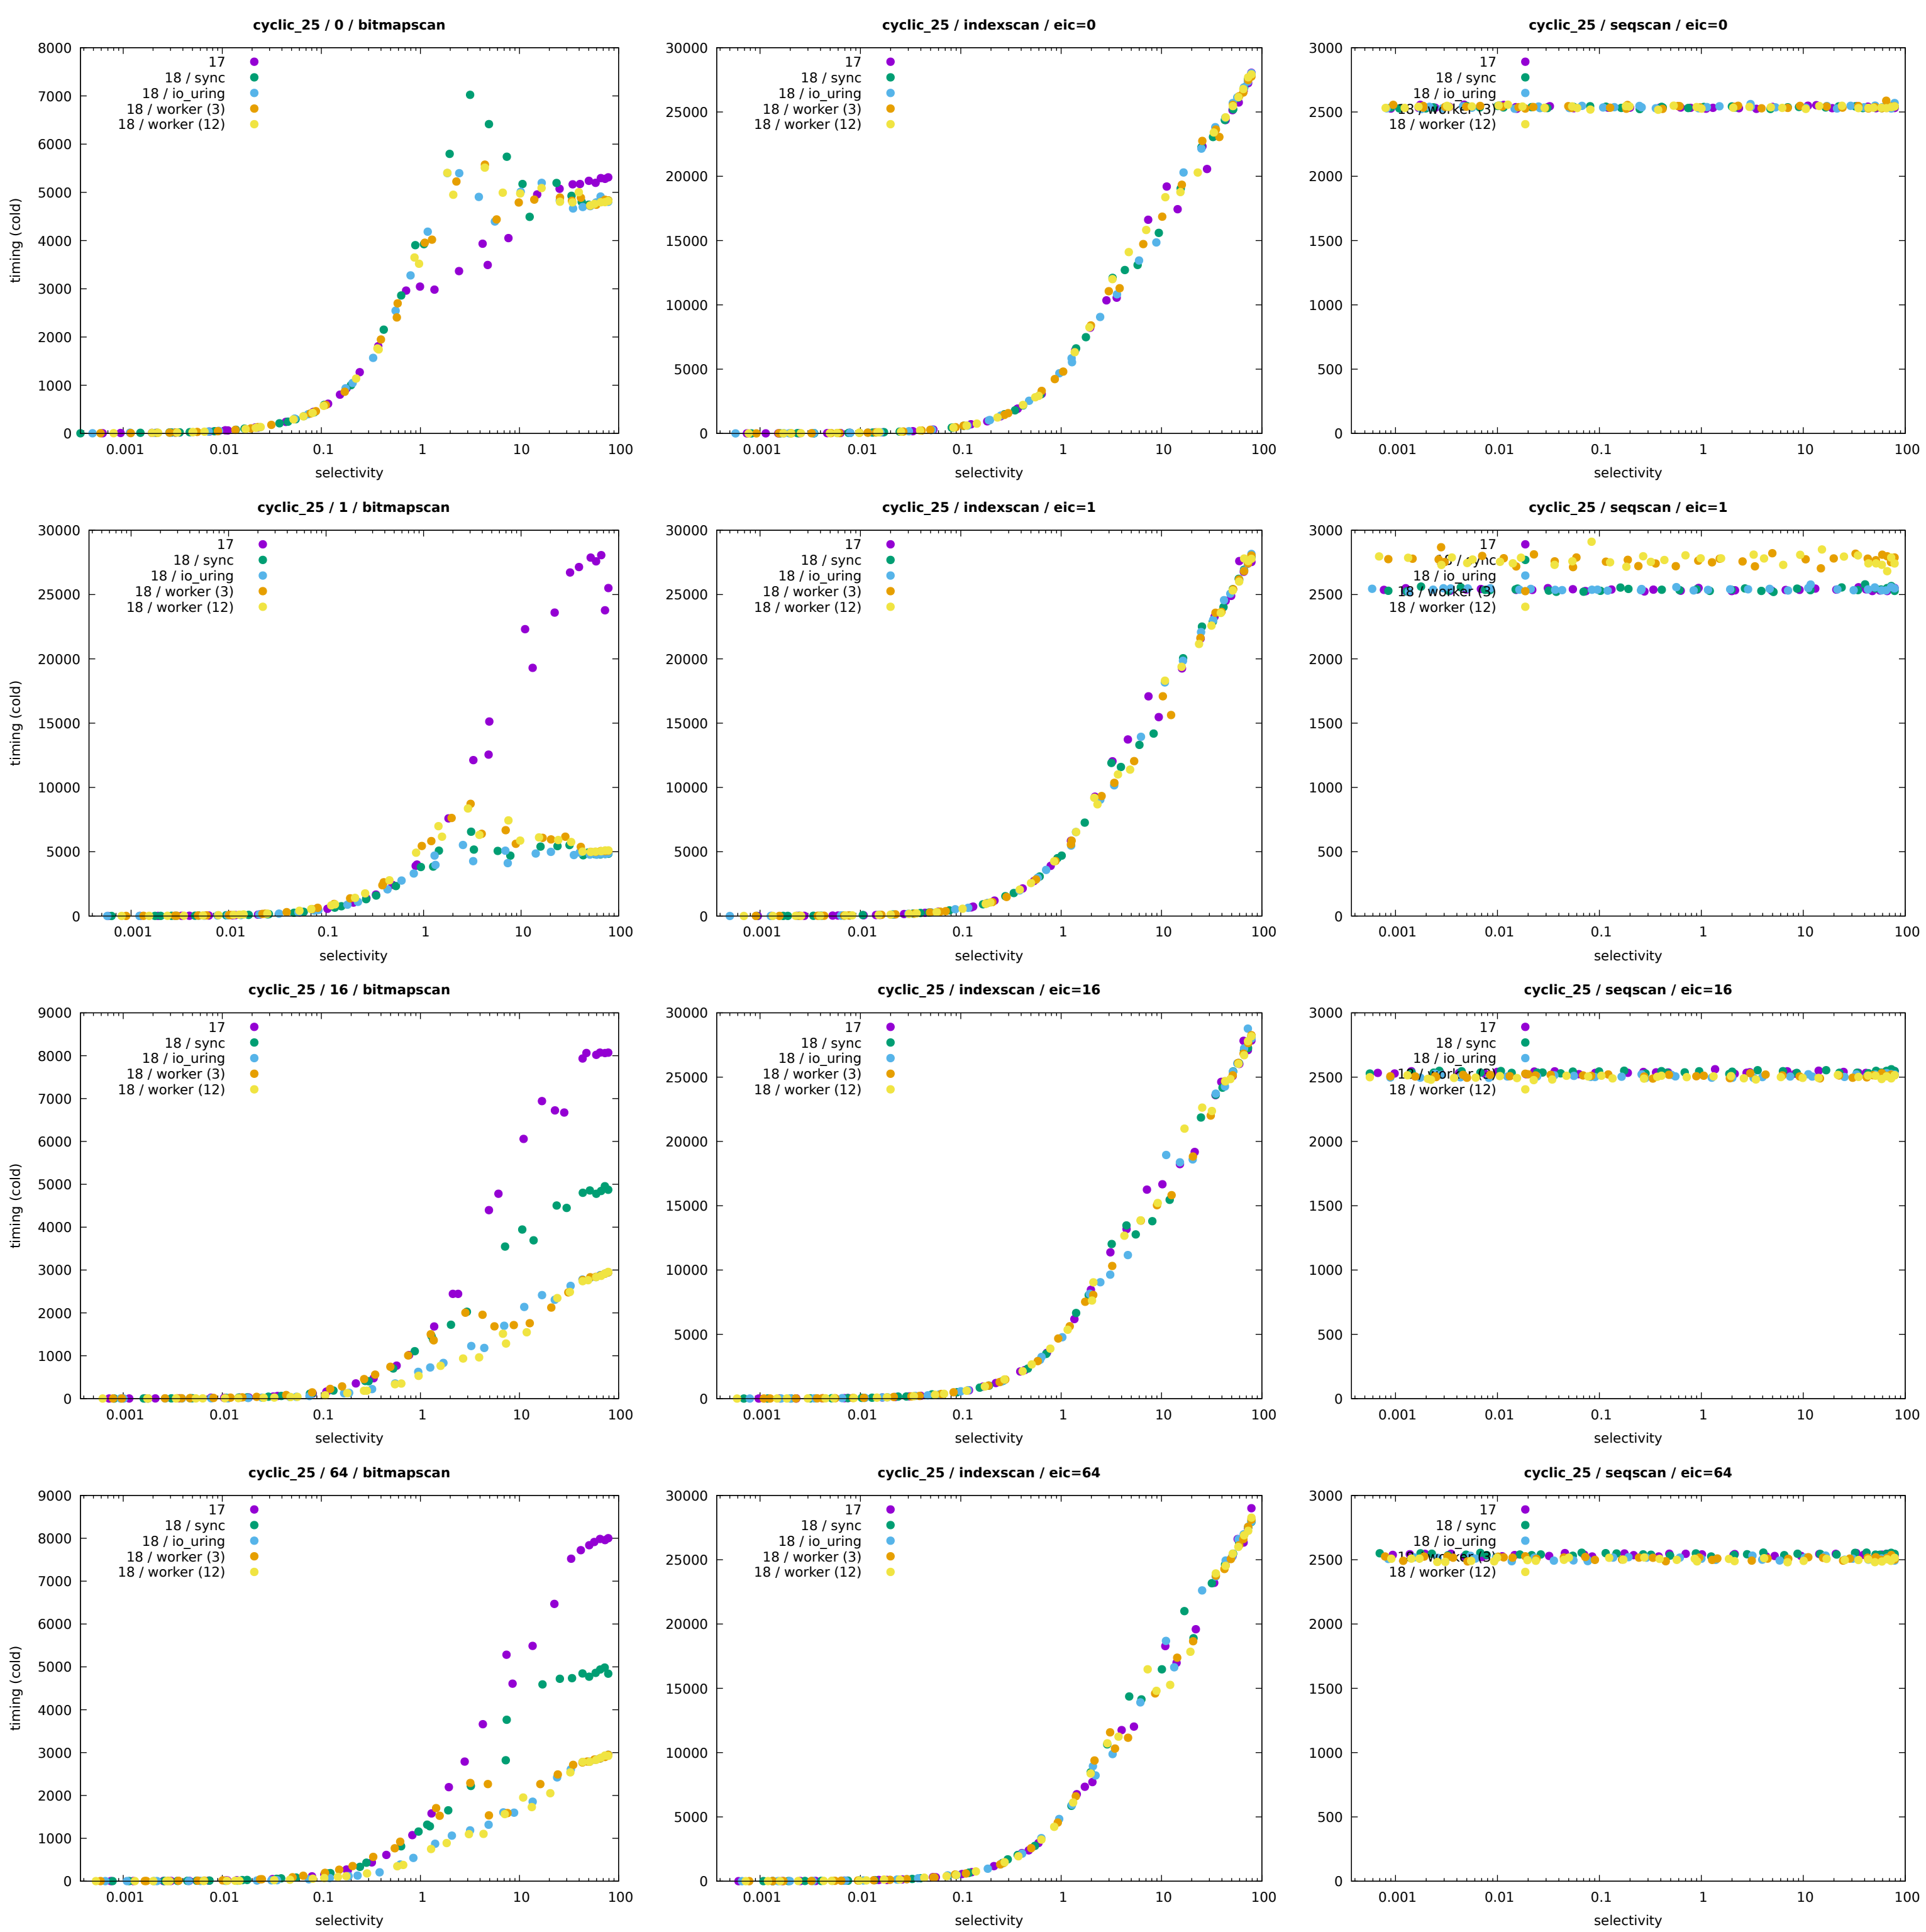 cyclic_25 / 0 / bitmapscan
timing (cold)
8000
7000
6000
5000
4000
3000
2000
1000
0
17
18 / sync
18 / io_uring
18 / worker (3)
18 / worker (12)
0.001 0.01 0.1 1 10 100
selectivity
cyclic_25 / indexscan / eic=0
30000
25000
20000
15000
10000
5000
0
17
18 / sync
18 / io_uring
18 / worker (3)
18 / worker (12)
0.001 0.01 0.1 1 10 100
selectivity
cyclic_25 / seqscan / eic=0
3000
2500
2000
1500
1000
500
0
17
18 / sync
18 / io_uring
18 / worker (3)
18 / worker (12)
0.001 0.01 0.1 1 10 100
selectivity
cyclic_25 / 1 / bitmapscan
timing (cold)
30000
25000
20000
15000
10000
5000
0
17
18 / sync
18 / io_uring
18 / worker (3)
18 / worker (12)
0.001 0.01 0.1 1 10 100
selectivity
cyclic_25 / indexscan / eic=1
30000
25000
20000
15000
10000
5000
0
17
18 / sync
18 / io_uring
18 / worker (3)
18 / worker (12)
0.001 0.01 0.1 1 10 100
selectivity
cyclic_25 / seqscan / eic=1
3000
2500
2000
1500
1000
500
0
17
18 / sync
18 / io_uring
18 / worker (3)
18 / worker (12)
0.001 0.01 0.1 1 10 100
selectivity
cyclic_25 / 16 / bitmapscan
timing (cold)
9000
8000
7000
6000
5000
4000
3000
2000
1000
0
17
18 / sync
18 / io_uring
18 / worker (3)
18 / worker (12)
0.001 0.01 0.1 1 10 100
selectivity
cyclic_25 / indexscan / eic=16
30000
25000
20000
15000
10000
5000
0
17
18 / sync
18 / io_uring
18 / worker (3)
18 / worker (12)
0.001 0.01 0.1 1 10 100
selectivity
cyclic_25 / seqscan / eic=16
3000
2500
2000
1500
1000
500
0
17
18 / sync
18 / io_uring
18 / worker (3)
18 / worker (12)
0.001 0.01 0.1 1 10 100
selectivity
cyclic_25 / 64 / bitmapscan
timing (cold)
9000
8000
7000
6000
5000
4000
3000
2000
1000
0
17
18 / sync
18 / io_uring
18 / worker (3)
18 / worker (12)
0.001 0.01 0.1 1 10 100
selectivity
cyclic_25 / indexscan / eic=64
30000
25000
20000
15000
10000
5000
0
17
18 / sync
18 / io_uring
18 / worker (3)
18 / worker (12)
0.001 0.01 0.1 1 10 100
selectivity
cyclic_25 / seqscan / eic=64
3000
2500
2000
1500
1000
500
0
17
18 / sync
18 / io_uring
18 / worker (3)
18 / worker (12)
0.001 0.01 0.1 1 10 100
selectivity